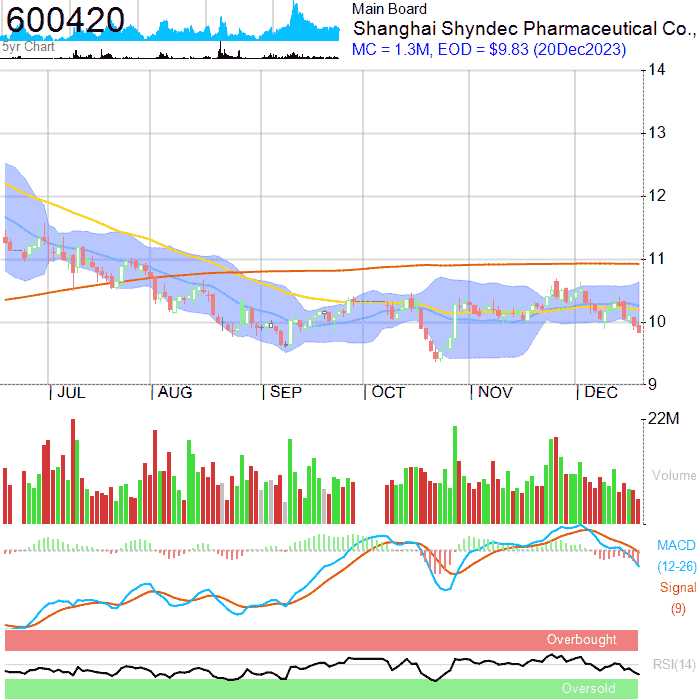 600420
Main Board
Shanghai Shyndec Pharmaceutical Co.,
5yr Chart
MC = 1.3M, EOD = $9.83 (20Dec2023)
14
13
12
11
10
9
JUL AUG SEP OCT NOV DEC
22M
Volume
MACD
(12-26)
Signal
(9)
Overbought
RSI(14)
Oversold